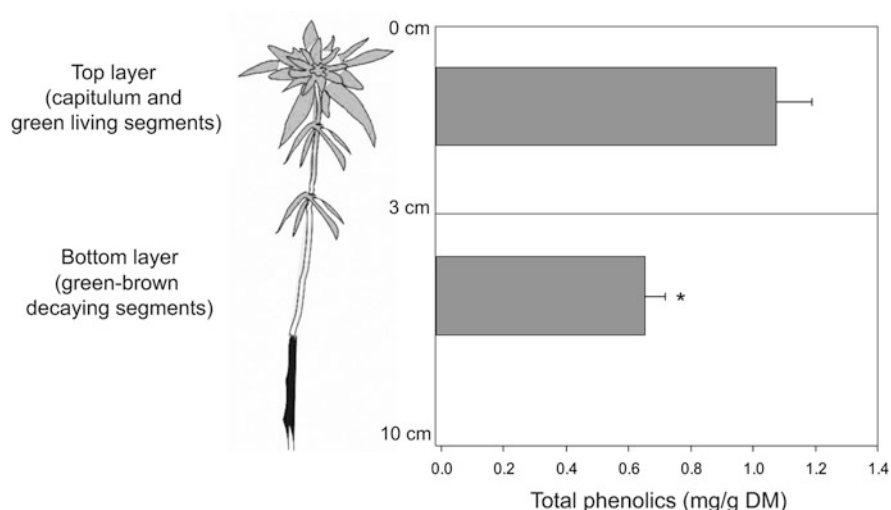 0 cm
Top layer
(capitulum and
green living segments)
3 cm
Bottom layer
(green-brown
decaying segments)
*
10 cm
0.0 0.2 0.4 0.6 0.8 1.0 1.2 1.4
Total phenolics (mg/g DM)